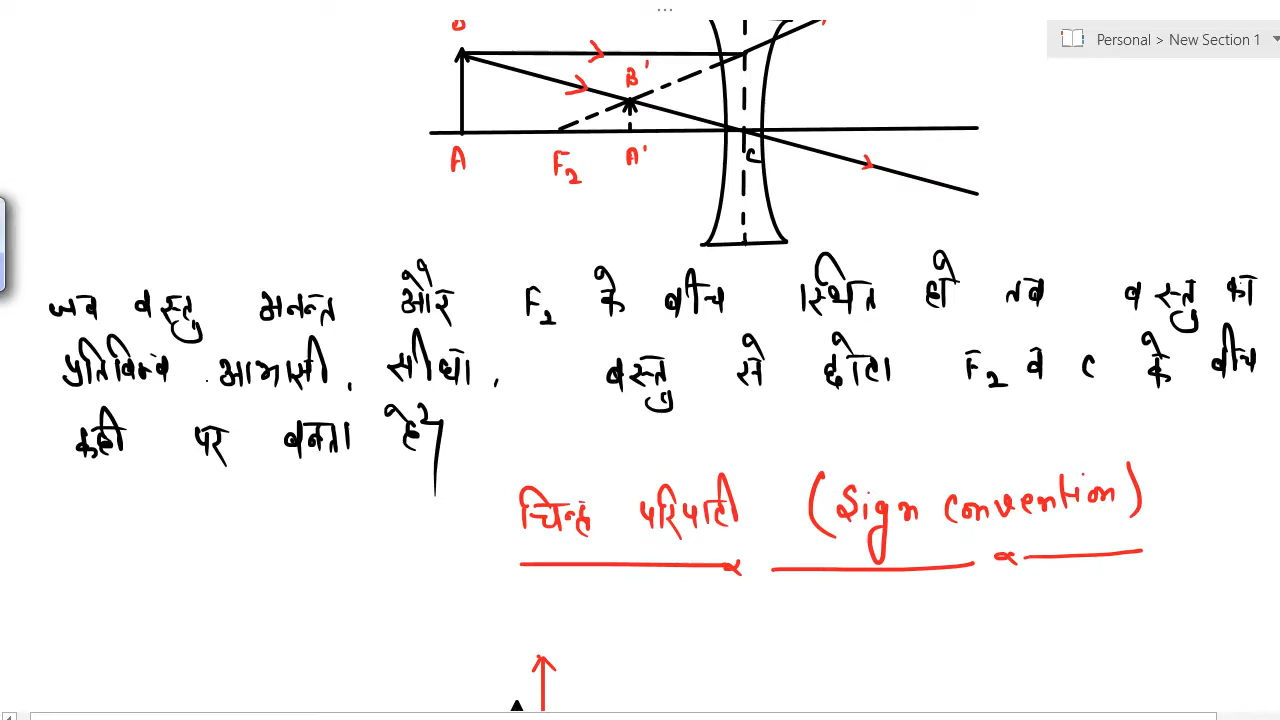 Personal > New Section 1
B'
A F2 A' C
जब वस्तु अनन्त और F2 के बीच स्थित हो तब वस्तु का
प्रतिबिम्ब आभासी, सीधा, वस्तु से छोटा F2 व C के बीच
कही पर बनता है
चिन्ह परिपाटी (Sign convention)